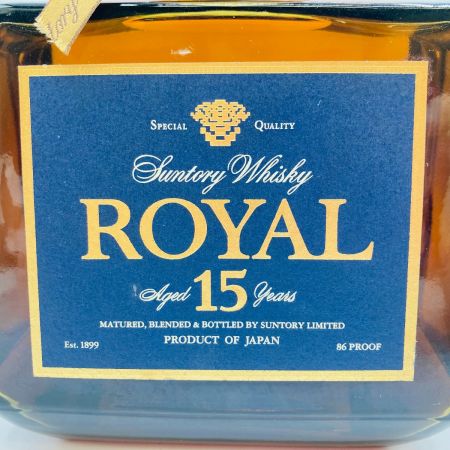 tory
SPECIAL QUALITY
Suntory Whisky
ROYAL
Aged 15 Years
MATURED, BLENDED & BOTTLED BY SUNTORY LIMITED
PRODUCT OF JAPAN
Est. 1899 86 PROOF